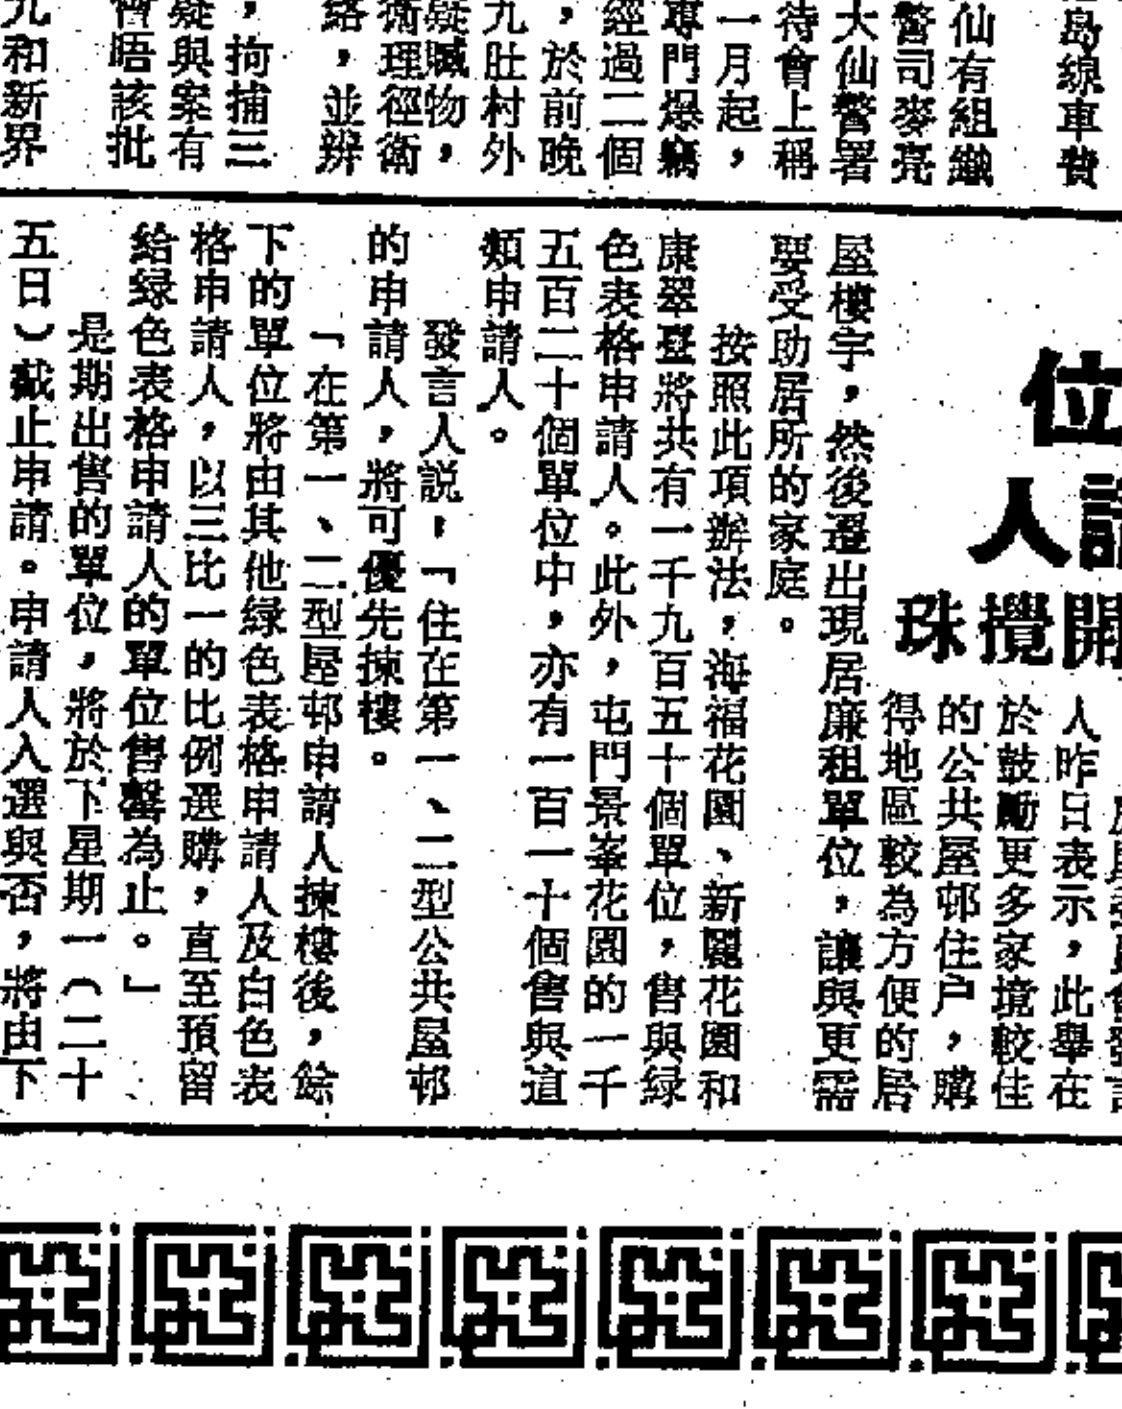 島線車費
仙有組織
警司麥亮
大仙警署
待會上稱
一月起，
專門爆竊
經過二個
，於前晚
九肚村外
疑贓物，
衛理徑衛
絡，並辨
，拘捕三
疑與案有
晤該批
九和新界
位
人
開攪珠
人昨日表示，此舉在
於鼓勵更多家境較佳
的公共屋邨住户，購
得地區較為方便的居
屋樓宇，然後遷出現居廉租單位，讓與更需
要受助居所的家庭。
按照此項辦法，海福花園、新麗花園和
康翠臺將共有一千九百五十個單位，售與綠
色表格申請人。此外，屯門景峯花園的一千
五百二十個單位中，亦有一百一十個售與這
類申請人。
發言人説：「住在第一、二型公共屋邨
的申請人，將可優先揀樓。
「在第一、二型屋邨申請人揀樓後，餘
下的單位將由其他綠色表格申請人及白色表
格申請人，以三比一的比例選購，直至預留
給綠色表格申請人的單位售罄為止。」
是期出售的單位，將於下星期一（二十
五日）截止申請。申請人入選與否，將由下